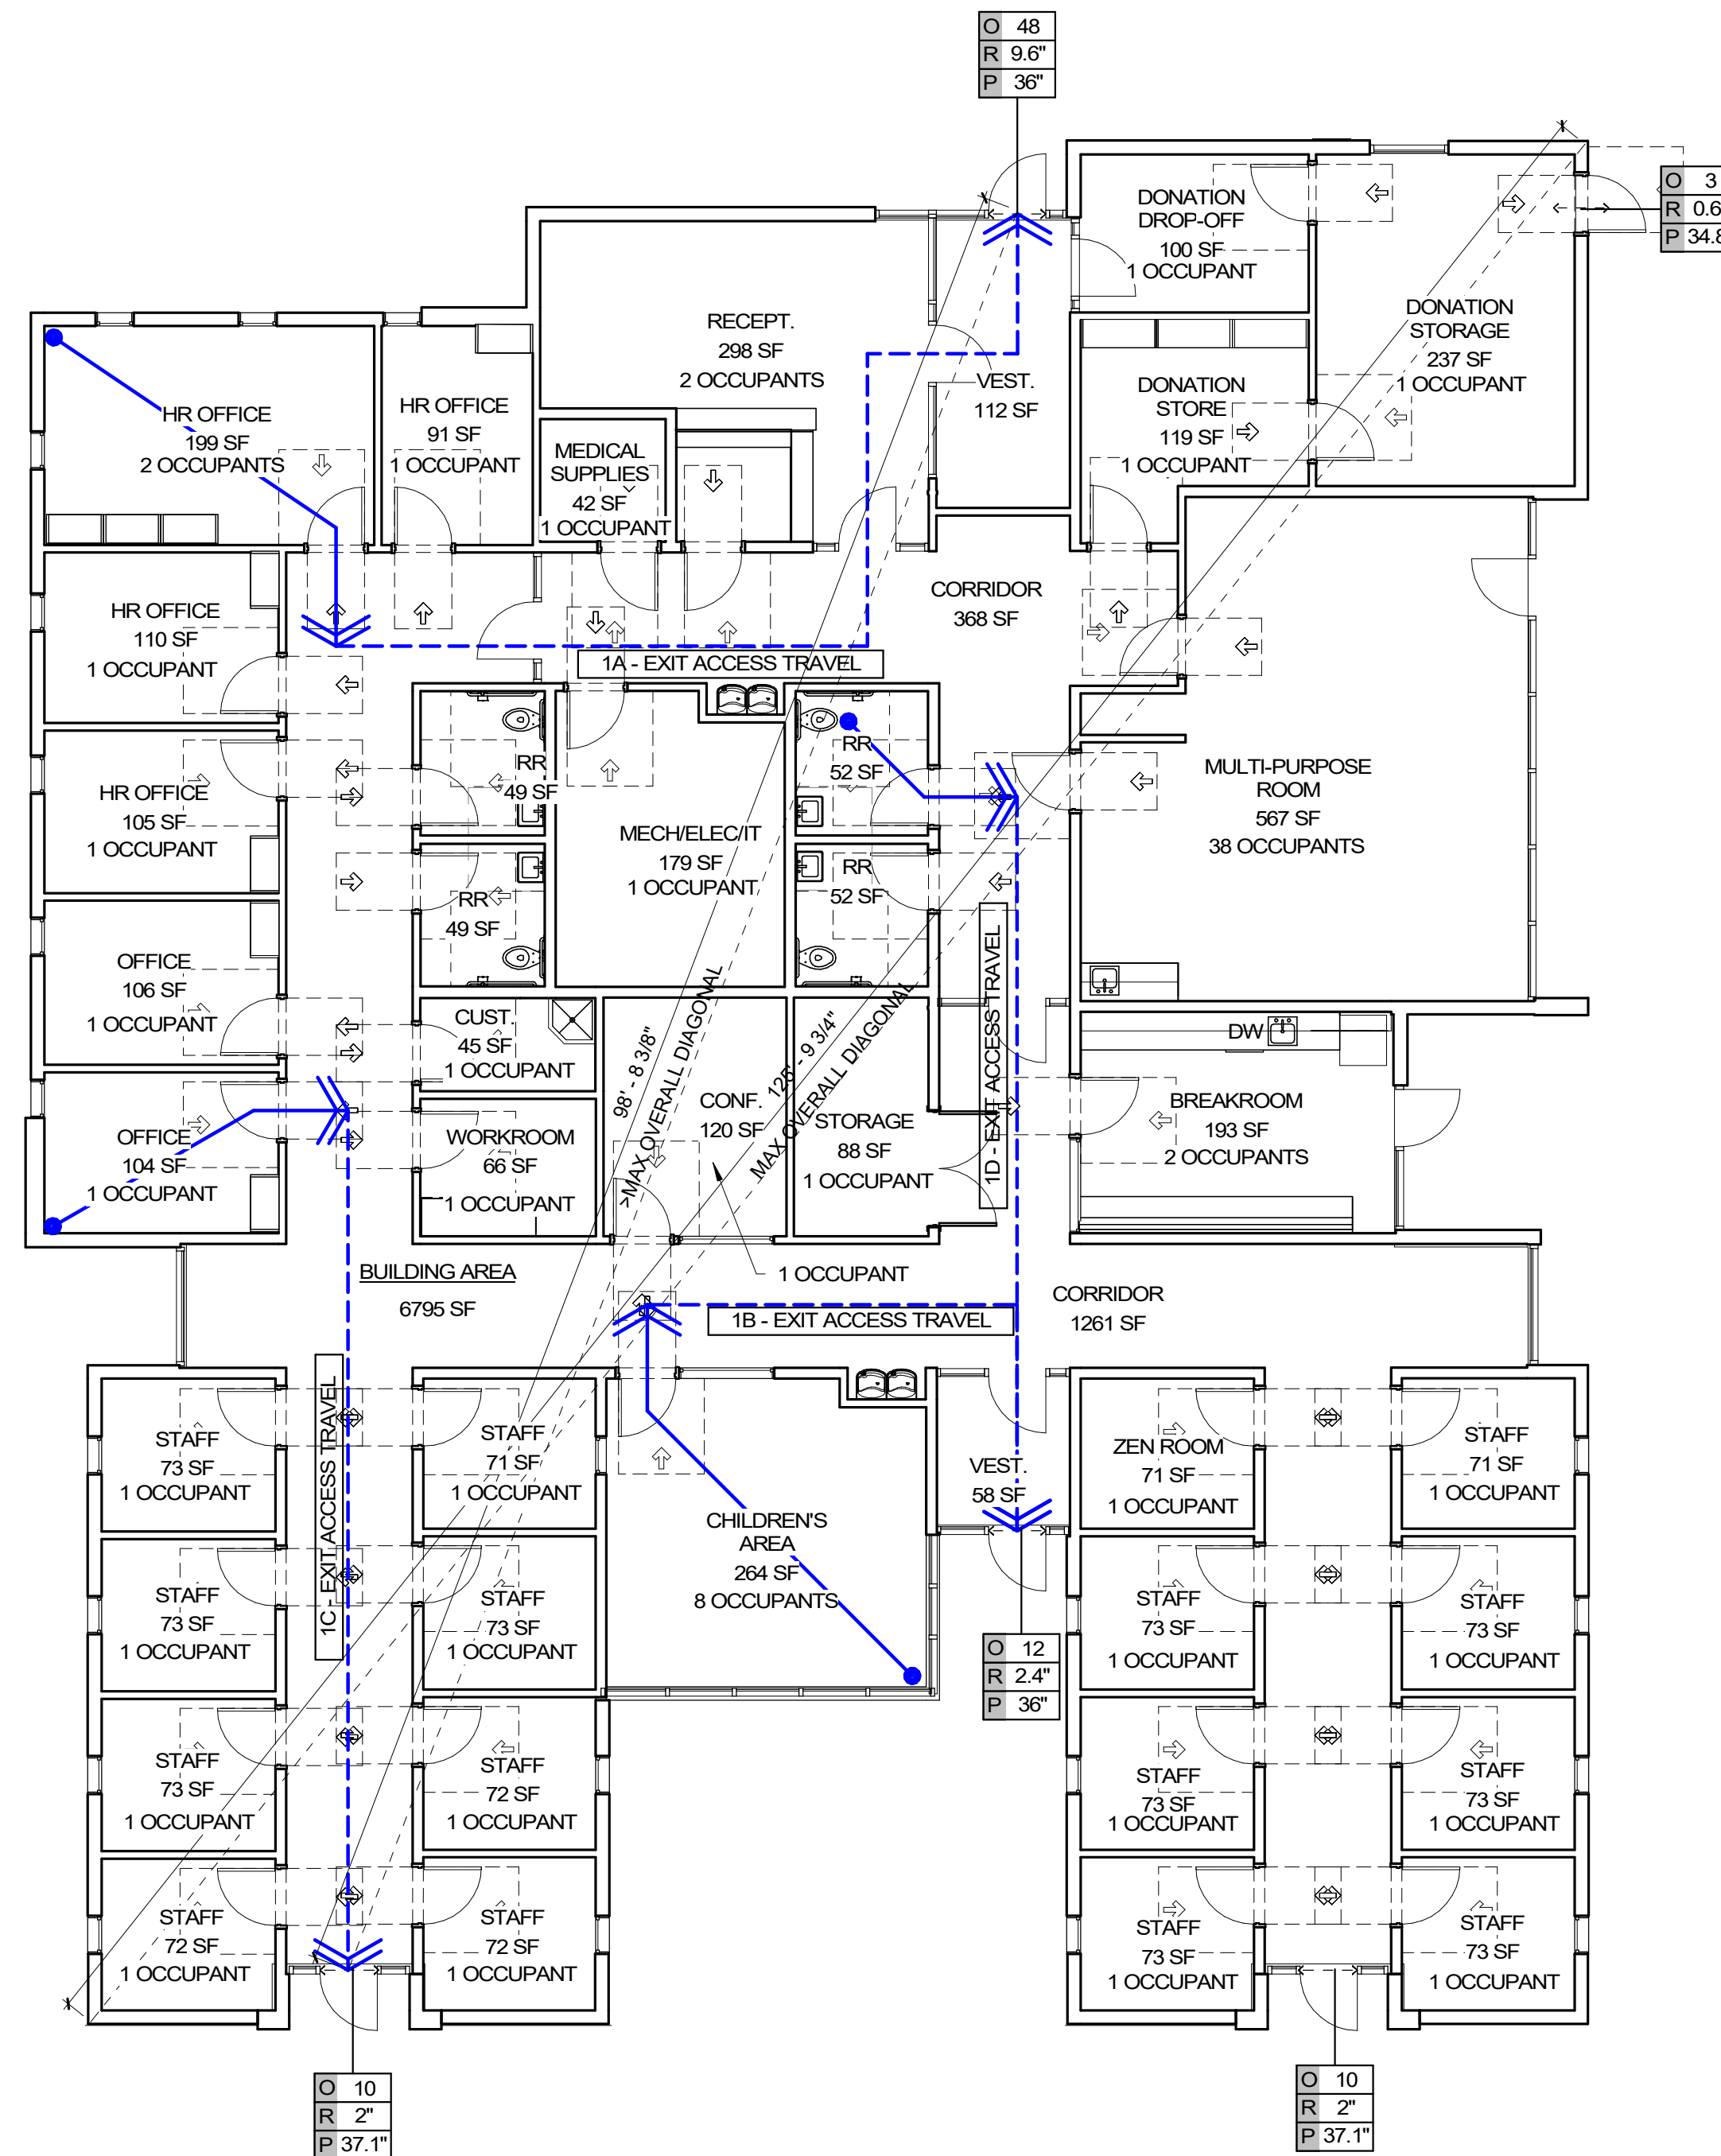 O 48
R 9.6"
P 36"
O 3
R 0.6
P 34.8
DONATION
DROP-OFF
100 SF
1 OCCUPANT
DONATION
STORAGE
237 SF
1 OCCUPANT
RECEPT.
298 SF
2 OCCUPANTS
VEST.
112 SF
DONATION
STORE
119 SF
1 OCCUPANT
HR OFFICE
199 SF
2 OCCUPANTS
HR OFFICE
91 SF
1 OCCUPANT
MEDICAL
SUPPLIES
42 SF
1 OCCUPANT
CORRIDOR
368 SF
HR OFFICE
110 SF
1 OCCUPANT
1A - EXIT ACCESS TRAVEL
HR OFFICE
105 SF
1 OCCUPANT
RR
49 SF
MECH/ELEC/IT
179 SF
1 OCCUPANT
RR
52 SF
MULTI-PURPOSE
ROOM
567 SF
38 OCCUPANTS
RR
49 SF
RR
52 SF
OFFICE
106 SF
1 OCCUPANT
CUST.
45 SF
1 OCCUPANT
98' - 8 3/8"
>MAX OVERALL DIAGONAL
125' - 9 3/4"
MAX OVERALL DIAGONAL
1D - EXIT ACCESS TRAVEL
DW
OFFICE
104 SF
1 OCCUPANT
WORKROOM
66 SF
1 OCCUPANT
CONF.
120 SF
1 OCCUPANT
STORAGE
88 SF
1 OCCUPANT
BREAKROOM
193 SF
2 OCCUPANTS
BUILDING AREA
6795 SF
CORRIDOR
1261 SF
1B - EXIT ACCESS TRAVEL
1C - EXIT ACCESS TRAVEL
STAFF
73 SF
1 OCCUPANT
STAFF
71 SF
1 OCCUPANT
VEST.
58 SF
ZEN ROOM
71 SF
1 OCCUPANT
STAFF
71 SF
1 OCCUPANT
CHILDREN'S
AREA
264 SF
8 OCCUPANTS
STAFF
73 SF
1 OCCUPANT
STAFF
73 SF
1 OCCUPANT
STAFF
73 SF
1 OCCUPANT
STAFF
73 SF
1 OCCUPANT
O 12
R 2.4"
P 36"
STAFF
73 SF
1 OCCUPANT
STAFF
72 SF
1 OCCUPANT
STAFF
73 SF
1 OCCUPANT
STAFF
73 SF
1 OCCUPANT
STAFF
72 SF
1 OCCUPANT
STAFF
72 SF
1 OCCUPANT
STAFF
73 SF
1 OCCUPANT
STAFF
73 SF
1 OCCUPANT
O 10
R 2"
P 37.1"
O 10
R 2"
P 37.1"